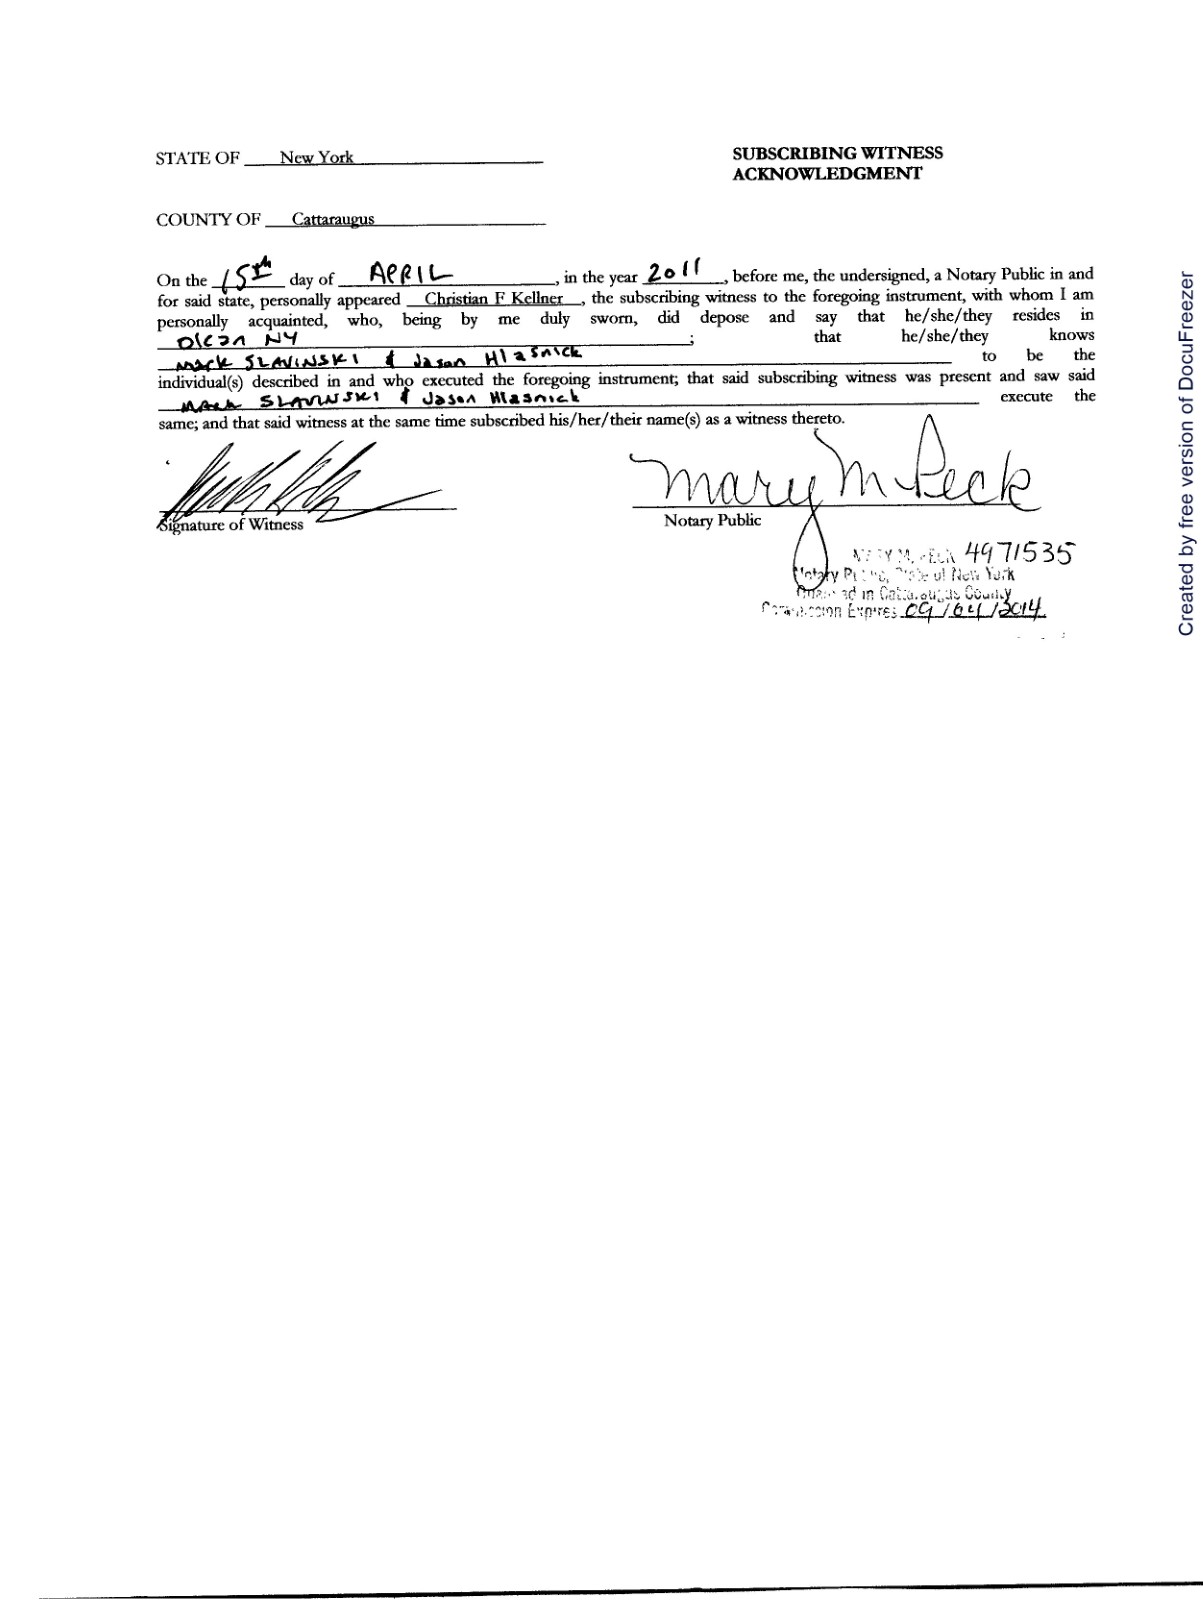 STATE OF New York
SUBSCRIBING WITNESS
ACKNOWLEDGMENT
COUNTY OF Cattaraugus
On the 15th day of APRIL, in the year 2011, before me, the undersigned, a Notary Public in and
for said state, personally appeared Christian F Kellner, the subscribing witness to the foregoing instrument, with whom I am
personally acquainted, who, being by me duly sworn, did depose and say that he/she/they resides in
Olean NY; that he/she/they knows
Mark SLAVINSKI & Jason Hlasnick to be the
individual(s) described in and who executed the foregoing instrument; that said subscribing witness was present and saw said
Mark SLAVINSKI & Jason Hlasnick execute the
same; and that said witness at the same time subscribed his/her/their name(s) as a witness thereto.
Mary M Peck
Signature of Witness
Notary Public
MARY M. PECK 4971535
Notary Public, State of New York
Qualified in Cattaraugus County
Commission Expires 09/04/2014
Created by free version of DocuFreezer